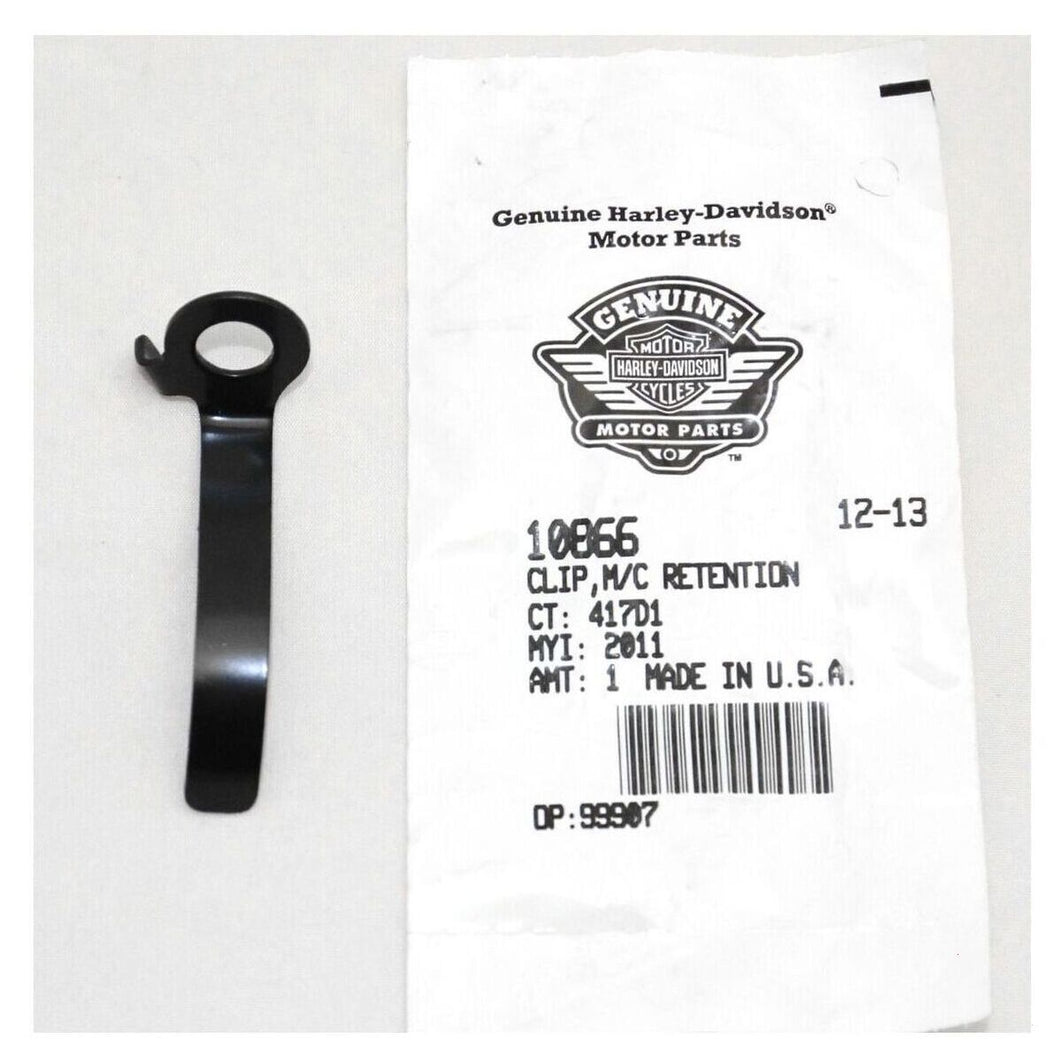 Genuine Harley-Davidson®
Motor Parts
GENUINE
MOTOR
HARLEY-DAVIDSON
CYCLES
MOTOR PARTS
TM
12-13
10866
CLIP,M/C RETENTION
CT: 417D1
MYI: 2011
AMT: 1 MADE IN U.S.A.
OP:99907